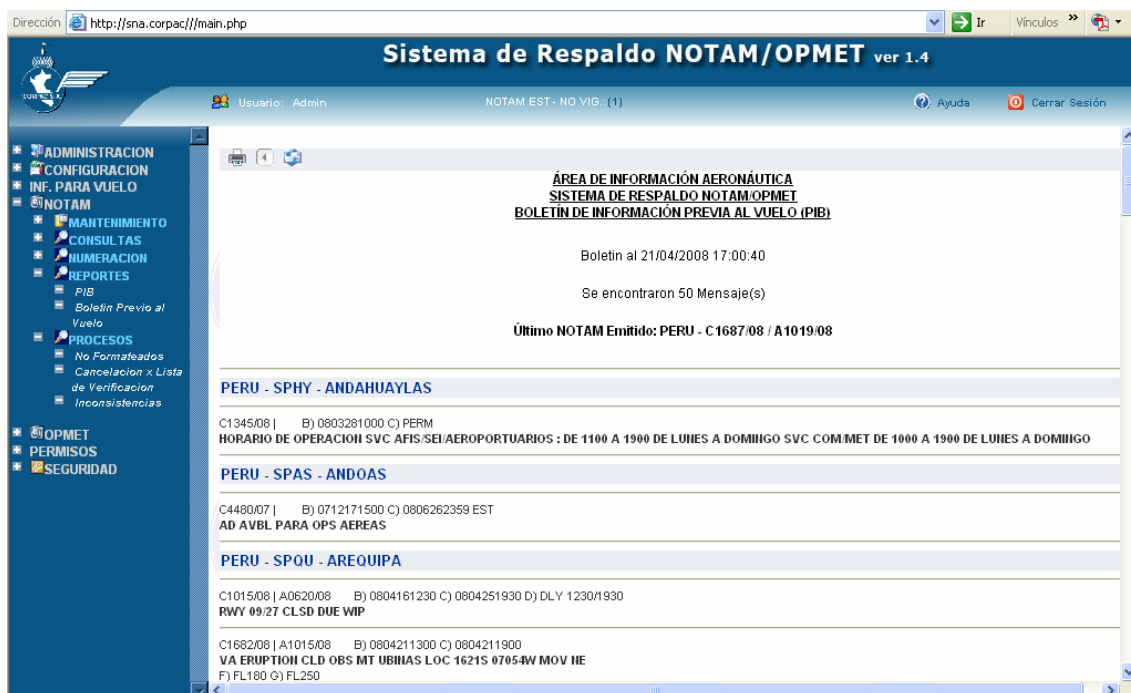 Dirección http://sna.corpac///main.php Ir Vínculos »
Sistema de Respaldo NOTAM/OPMET ver 1.4
CORPAC S.A.
Usuario: Admin NOTAM EST - NO VIG.:(1) Ayuda Cerrar Sesión
ADMINISTRACION
CONFIGURACION
INF. PARA VUELO
NOTAM
MANTENIMIENTO
CONSULTAS
NUMERACION
REPORTES
PIB
Boletin Previo al
Vuelo
PROCESOS
No Formateados
Cancelacion x Lista
de Verificacion
Inconsistencias
OPMET
PERMISOS
SEGURIDAD
ÁREA DE INFORMACIÓN AERONÁUTICA
SISTEMA DE RESPALDO NOTAM/OPMET
BOLETÍN DE INFORMACIÓN PREVIA AL VUELO (PIB)
Boletin al 21/04/2008 17:00:40
Se encontraron 50 Mensaje(s)
Último NOTAM Emitido: PERU - C1687/08 / A1019/08
PERU - SPHY - ANDAHUAYLAS
C1345/08 | B) 0803281000 C) PERM
HORARIO DE OPERACION SVC AFIS/SEI/AEROPORTUARIOS : DE 1100 A 1900 DE LUNES A DOMINGO SVC COM/MET DE 1000 A 1900 DE LUNES A DOMINGO
PERU - SPAS - ANDOAS
C4480/07 | B) 0712171500 C) 0806262359 EST
AD AVBL PARA OPS AEREAS
PERU - SPQU - AREQUIPA
C1015/08 | A0620/08 B) 0804161230 C) 0804251930 D) DLY 1230/1930
RWY 09/27 CLSD DUE WIP
C1682/08 | A1015/08 B) 0804211300 C) 0804211900
VA ERUPTION CLD OBS MT UBINAS LOC 1621S 07054W MOV NE
F) FL180 G) FL250